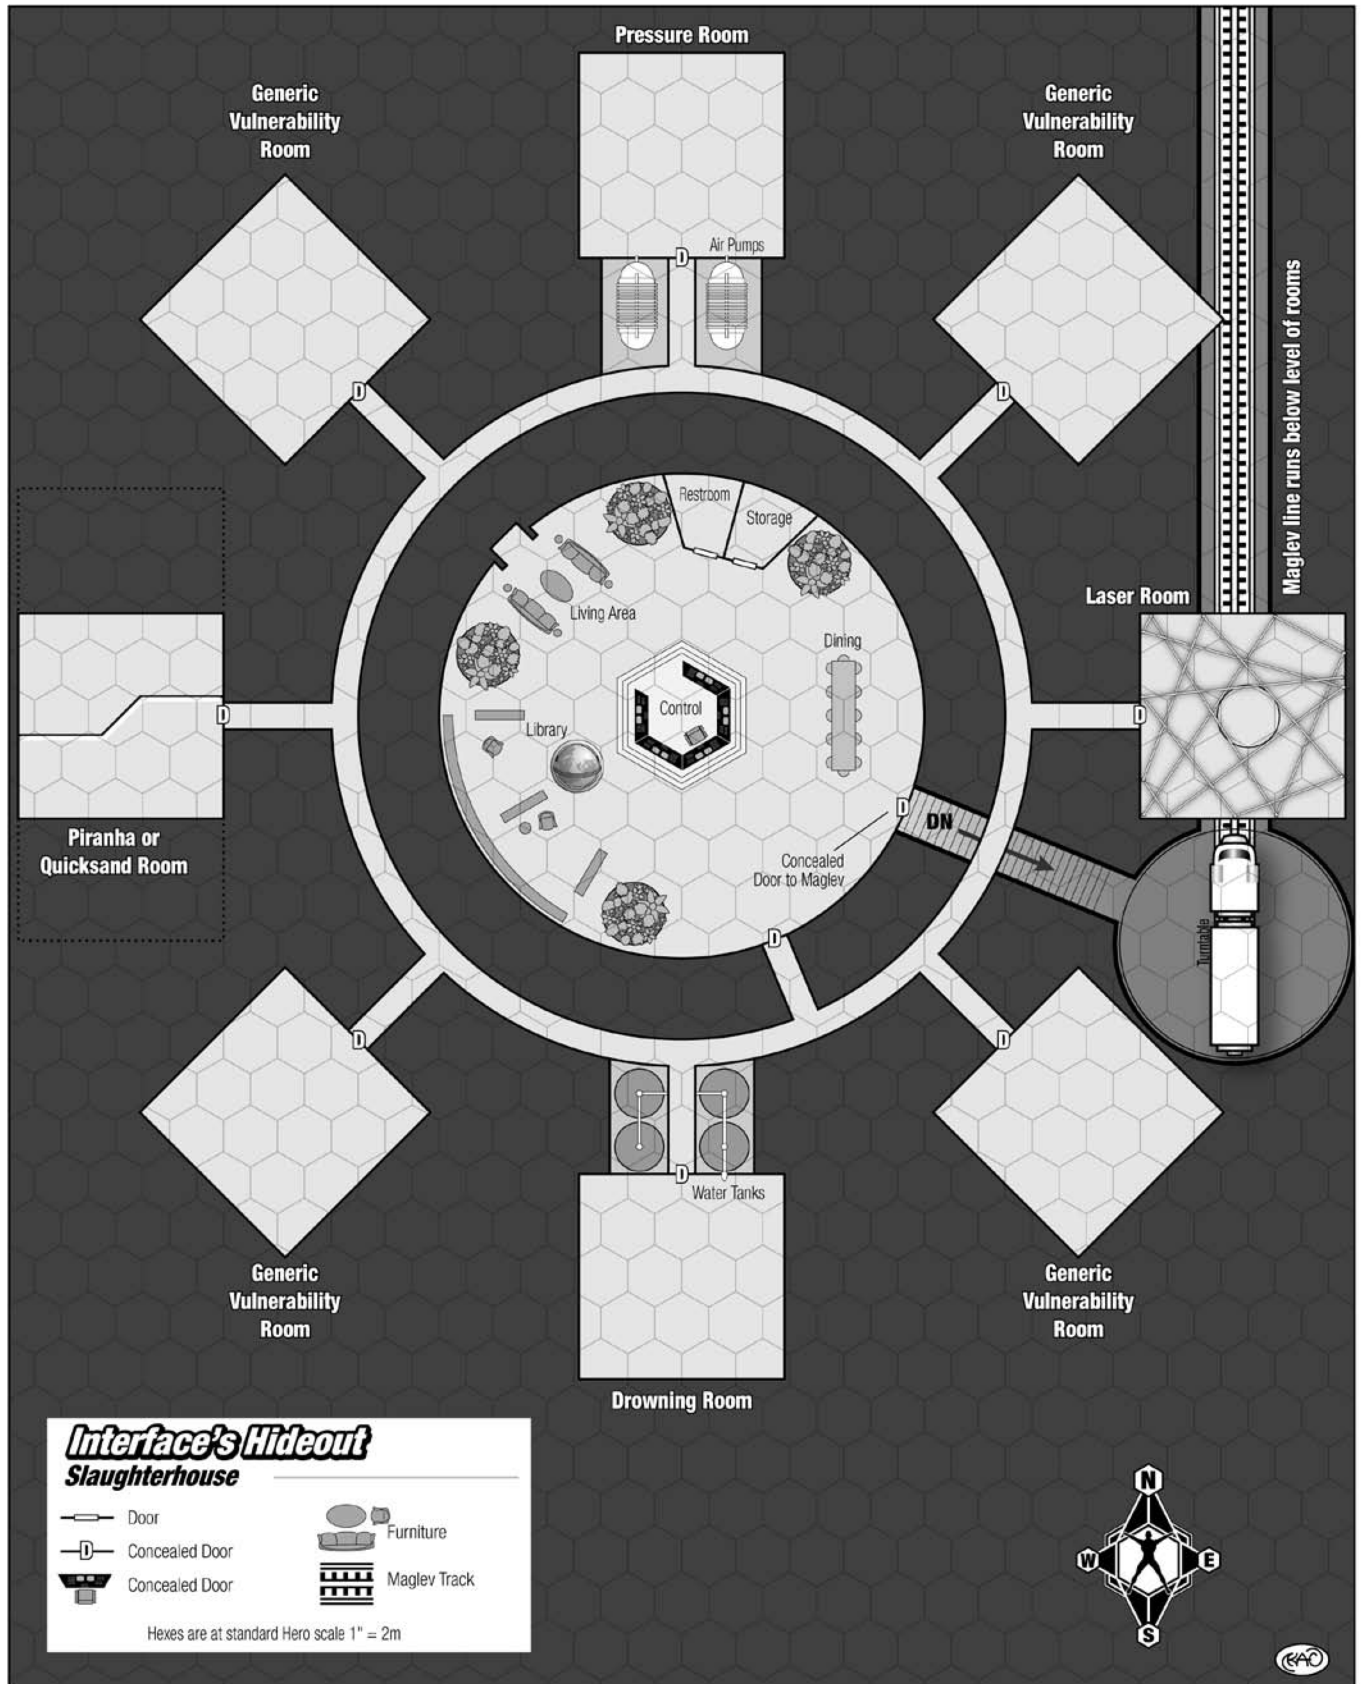 Pressure Room
Generic
Vulnerability
Room
Generic
Vulnerability
Room
Air Pumps
D
D
D
Maglev line runs below level of rooms
Restroom
Storage
Living Area
Laser Room
Dining
Control
Library
D
D
D
DN
Piranha or
Quicksand Room
Concealed
Door to Maglev
Turntable
D
D
D
D
Water Tanks
Generic
Vulnerability
Room
Generic
Vulnerability
Room
Drowning Room
Interface's Hideout
Slaughterhouse
Door
D
Concealed Door
Concealed Door
Furniture
Maglev Track
Hexes are at standard Hero scale 1" = 2m
N
W
E
S
KAC